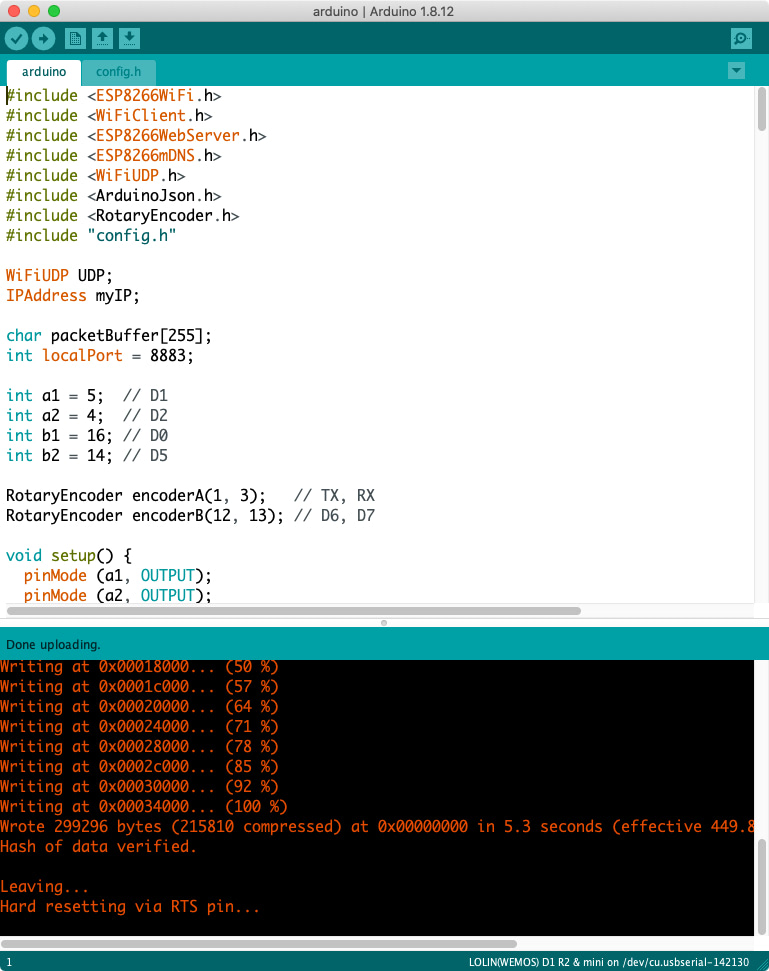 arduino | Arduino 1.8.12
arduino config.h
#include <ESP8266WiFi.h>
#include <WiFiClient.h>
#include <ESP8266WebServer.h>
#include <ESP8266mDNS.h>
#include <WiFiUDP.h>
#include <ArduinoJson.h>
#include <RotaryEncoder.h>
#include "config.h"
WiFiUDP UDP;
IPAddress myIP;
char packetBuffer[255];
int localPort = 8883;
int a1 = 5;  // D1
int a2 = 4;  // D2
int b1 = 16; // D0
int b2 = 14; // D5
RotaryEncoder encoderA(1, 3);   // TX, RX
RotaryEncoder encoderB(12, 13); // D6, D7
void setup() {
  pinMode (a1, OUTPUT);
  pinMode (a2, OUTPUT);
Done uploading.
Writing at 0x00018000... (50 %)
Writing at 0x0001c000... (57 %)
Writing at 0x00020000... (64 %)
Writing at 0x00024000... (71 %)
Writing at 0x00028000... (78 %)
Writing at 0x0002c000... (85 %)
Writing at 0x00030000... (92 %)
Writing at 0x00034000... (100 %)
Wrote 299296 bytes (215810 compressed) at 0x00000000 in 5.3 seconds (effective 449.8
Hash of data verified.
Leaving...
Hard resetting via RTS pin...
1 LOLIN(WEMOS) D1 R2 & mini on /dev/cu.usbserial-142130